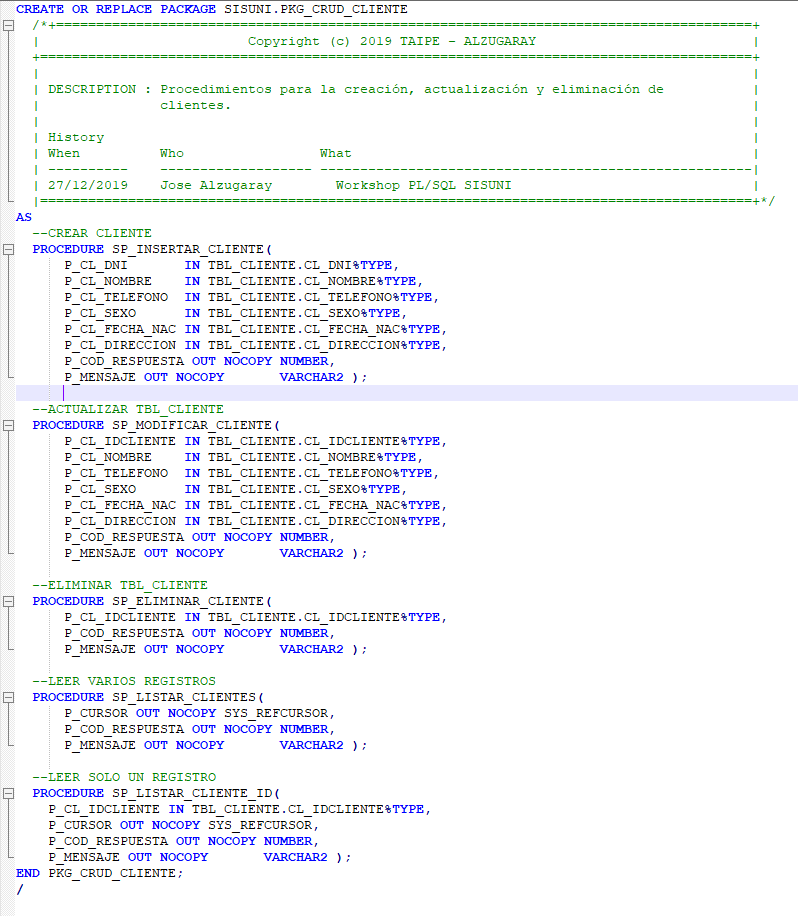 CREATE OR REPLACE PACKAGE SISUNI.PKG_CRUD_CLIENTE
/*+=========================================================================================+
| Copyright (c) 2019 TAIPE - ALZUGARAY |
+=========================================================================================+
| |
| DESCRIPTION : Procedimientos para la creación, actualización y eliminación de |
| clientes. |
| |
| History |
| When Who What |
| ---------- ------------------- ------------------------------------------------------|
| 27/12/2019 Jose Alzugaray Workshop PL/SQL SISUNI |
|=========================================================================================+*/
AS
--CREAR CLIENTE
PROCEDURE SP_INSERTAR_CLIENTE(
P_CL_DNI IN TBL_CLIENTE.CL_DNI%TYPE,
P_CL_NOMBRE IN TBL_CLIENTE.CL_NOMBRE%TYPE,
P_CL_TELEFONO IN TBL_CLIENTE.CL_TELEFONO%TYPE,
P_CL_SEXO IN TBL_CLIENTE.CL_SEXO%TYPE,
P_CL_FECHA_NAC IN TBL_CLIENTE.CL_FECHA_NAC%TYPE,
P_CL_DIRECCION IN TBL_CLIENTE.CL_DIRECCION%TYPE,
P_COD_RESPUESTA OUT NOCOPY NUMBER,
P_MENSAJE OUT NOCOPY VARCHAR2 );
--ACTUALIZAR TBL_CLIENTE
PROCEDURE SP_MODIFICAR_CLIENTE(
P_CL_IDCLIENTE IN TBL_CLIENTE.CL_IDCLIENTE%TYPE,
P_CL_NOMBRE IN TBL_CLIENTE.CL_NOMBRE%TYPE,
P_CL_TELEFONO IN TBL_CLIENTE.CL_TELEFONO%TYPE,
P_CL_SEXO IN TBL_CLIENTE.CL_SEXO%TYPE,
P_CL_FECHA_NAC IN TBL_CLIENTE.CL_FECHA_NAC%TYPE,
P_CL_DIRECCION IN TBL_CLIENTE.CL_DIRECCION%TYPE,
P_COD_RESPUESTA OUT NOCOPY NUMBER,
P_MENSAJE OUT NOCOPY VARCHAR2 );
--ELIMINAR TBL_CLIENTE
PROCEDURE SP_ELIMINAR_CLIENTE(
P_CL_IDCLIENTE IN TBL_CLIENTE.CL_IDCLIENTE%TYPE,
P_COD_RESPUESTA OUT NOCOPY NUMBER,
P_MENSAJE OUT NOCOPY VARCHAR2 );
--LEER VARIOS REGISTROS
PROCEDURE SP_LISTAR_CLIENTES(
P_CURSOR OUT NOCOPY SYS_REFCURSOR,
P_COD_RESPUESTA OUT NOCOPY NUMBER,
P_MENSAJE OUT NOCOPY VARCHAR2 );
--LEER SOLO UN REGISTRO
PROCEDURE SP_LISTAR_CLIENTE_ID(
P_CL_IDCLIENTE IN TBL_CLIENTE.CL_IDCLIENTE%TYPE,
P_CURSOR OUT NOCOPY SYS_REFCURSOR,
P_COD_RESPUESTA OUT NOCOPY NUMBER,
P_MENSAJE OUT NOCOPY VARCHAR2 );
END PKG_CRUD_CLIENTE;
/